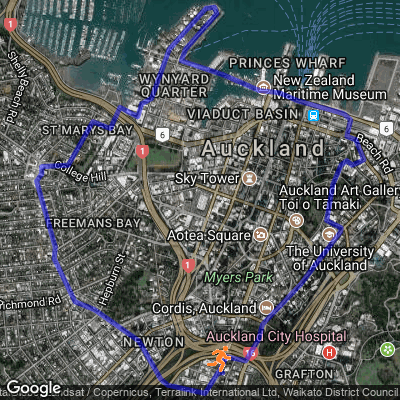 1
PRINCES WHARF
WYNYARD
QUARTER
New Zealand
Maritime Museum
Shelly Beach Rd
VIADUCT BASIN
ST MARYS BAY
6
6
Beach Rd
Auckland
1
College Hill
Sky Tower
Auckland Art Gallery
Toi o Tāmaki
FREEMANS BAY
Aotea Square
The University
of Auckland
Hepburn St
1
Myers Park
Richmond Rd
Cordis, Auckland
NEWTON
Auckland City Hospital
H
GRAFTON
Google
Landsat / Copernicus, Terralink International Ltd, Waikato District Council